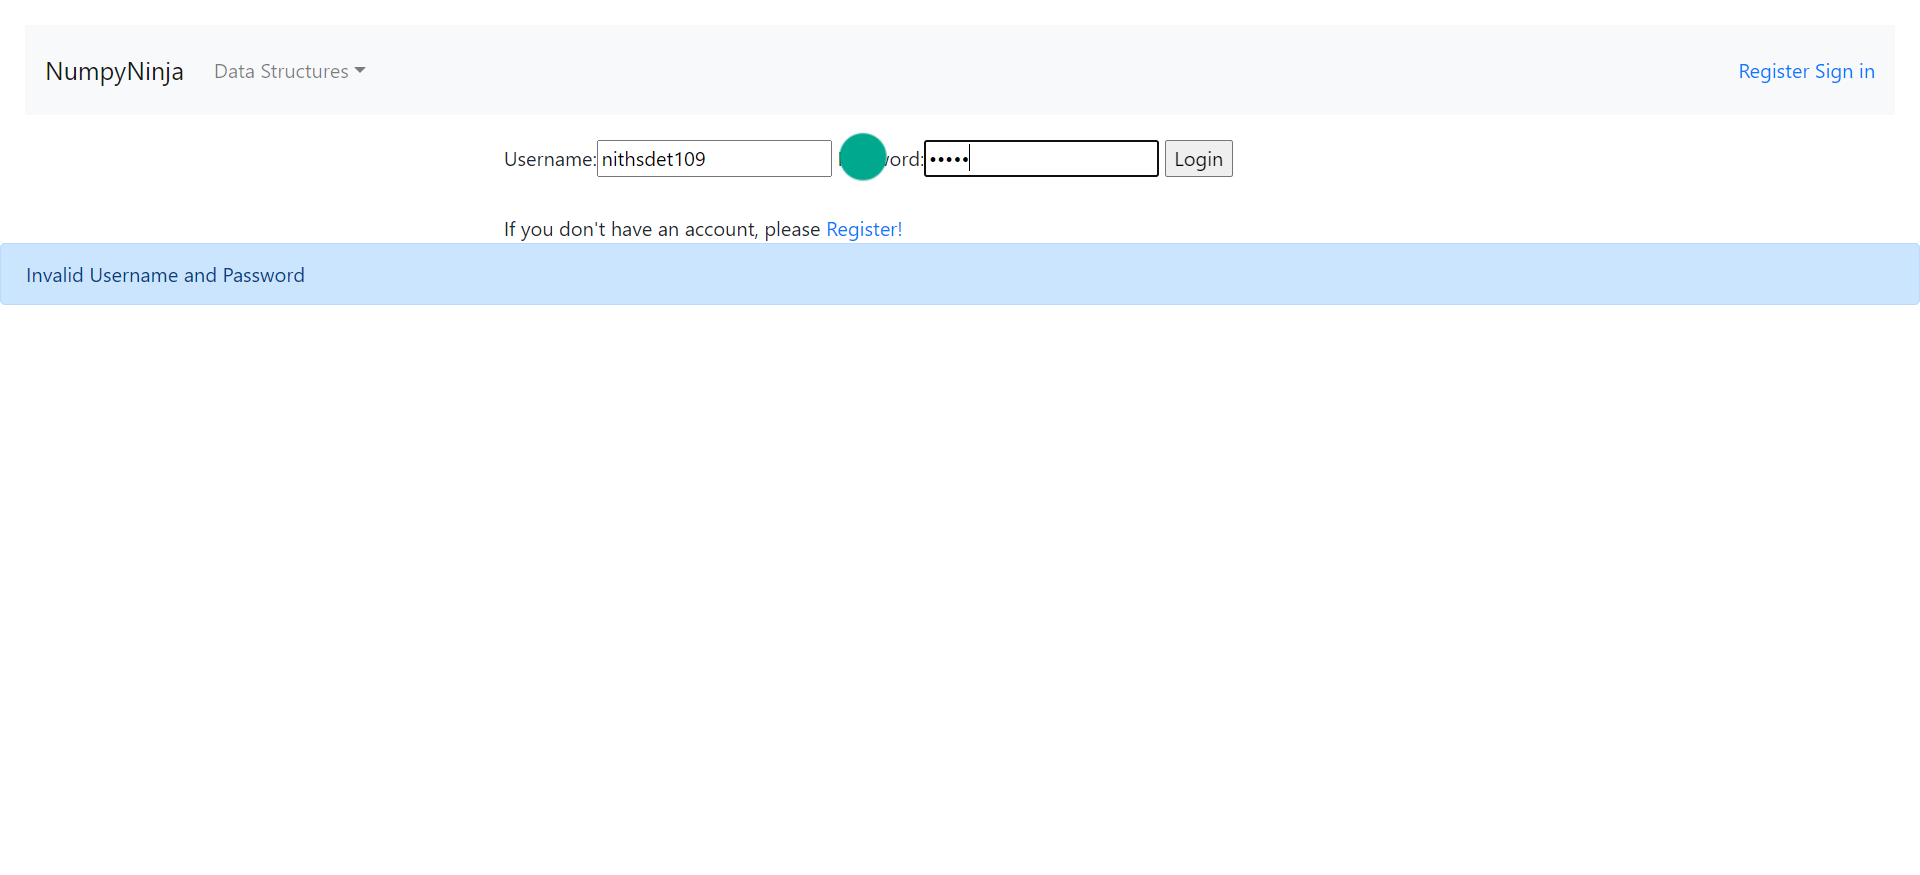 NumpyNinja Data Structures Register Sign in
Username: nithsdet109 ord: ••••• Login
If you don't have an account, please Register!
Invalid Username and Password